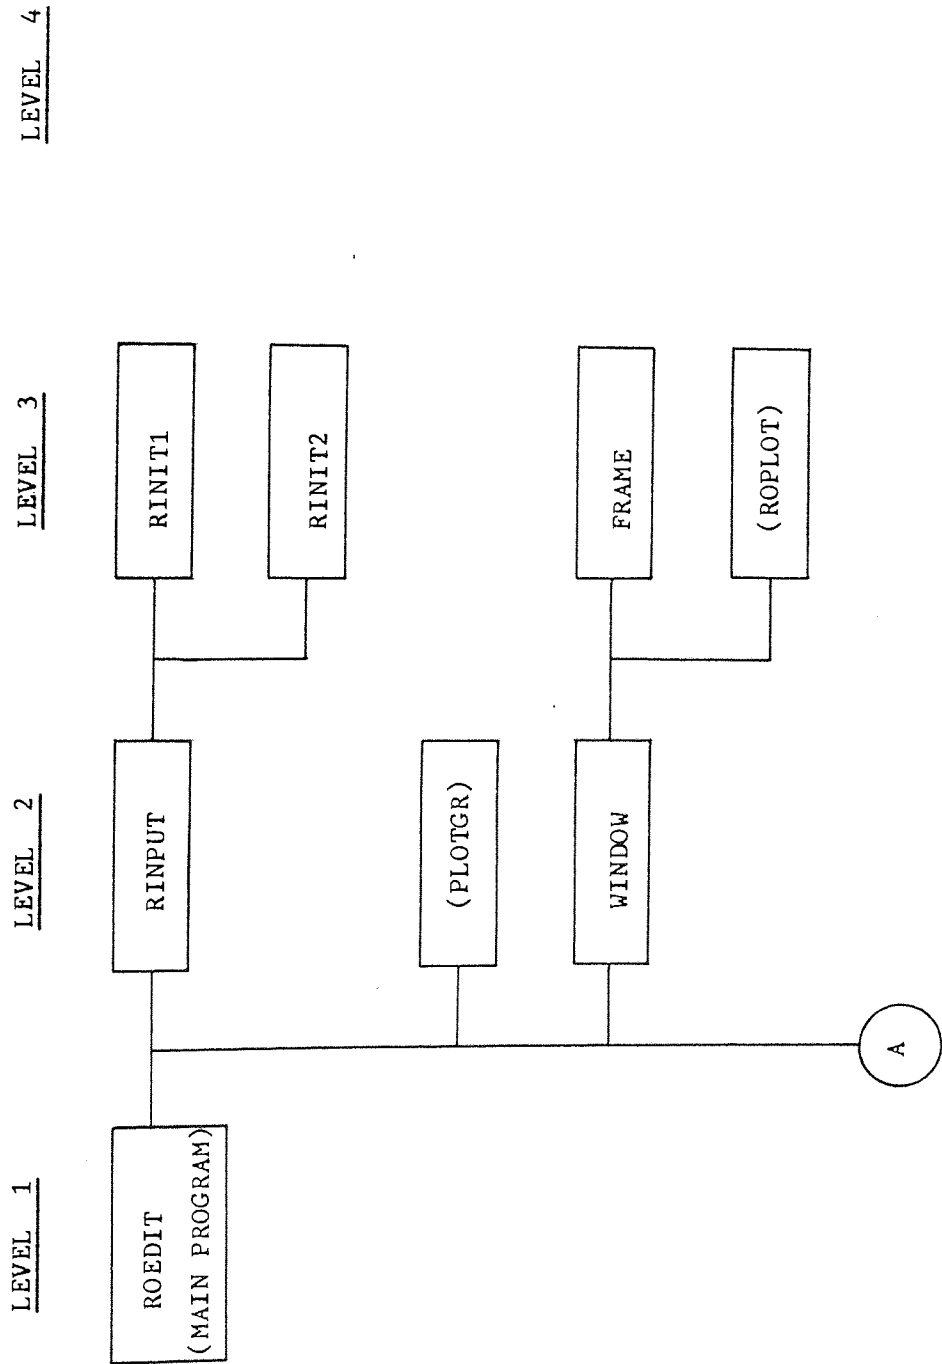 LEVEL 1
LEVEL 2
LEVEL 3
LEVEL 4
ROEDIT
(MAIN PROGRAM)
RINPUT
RINIT1
RINIT2
(PLOTGR)
WINDOW
FRAME
(ROPLOT)
A